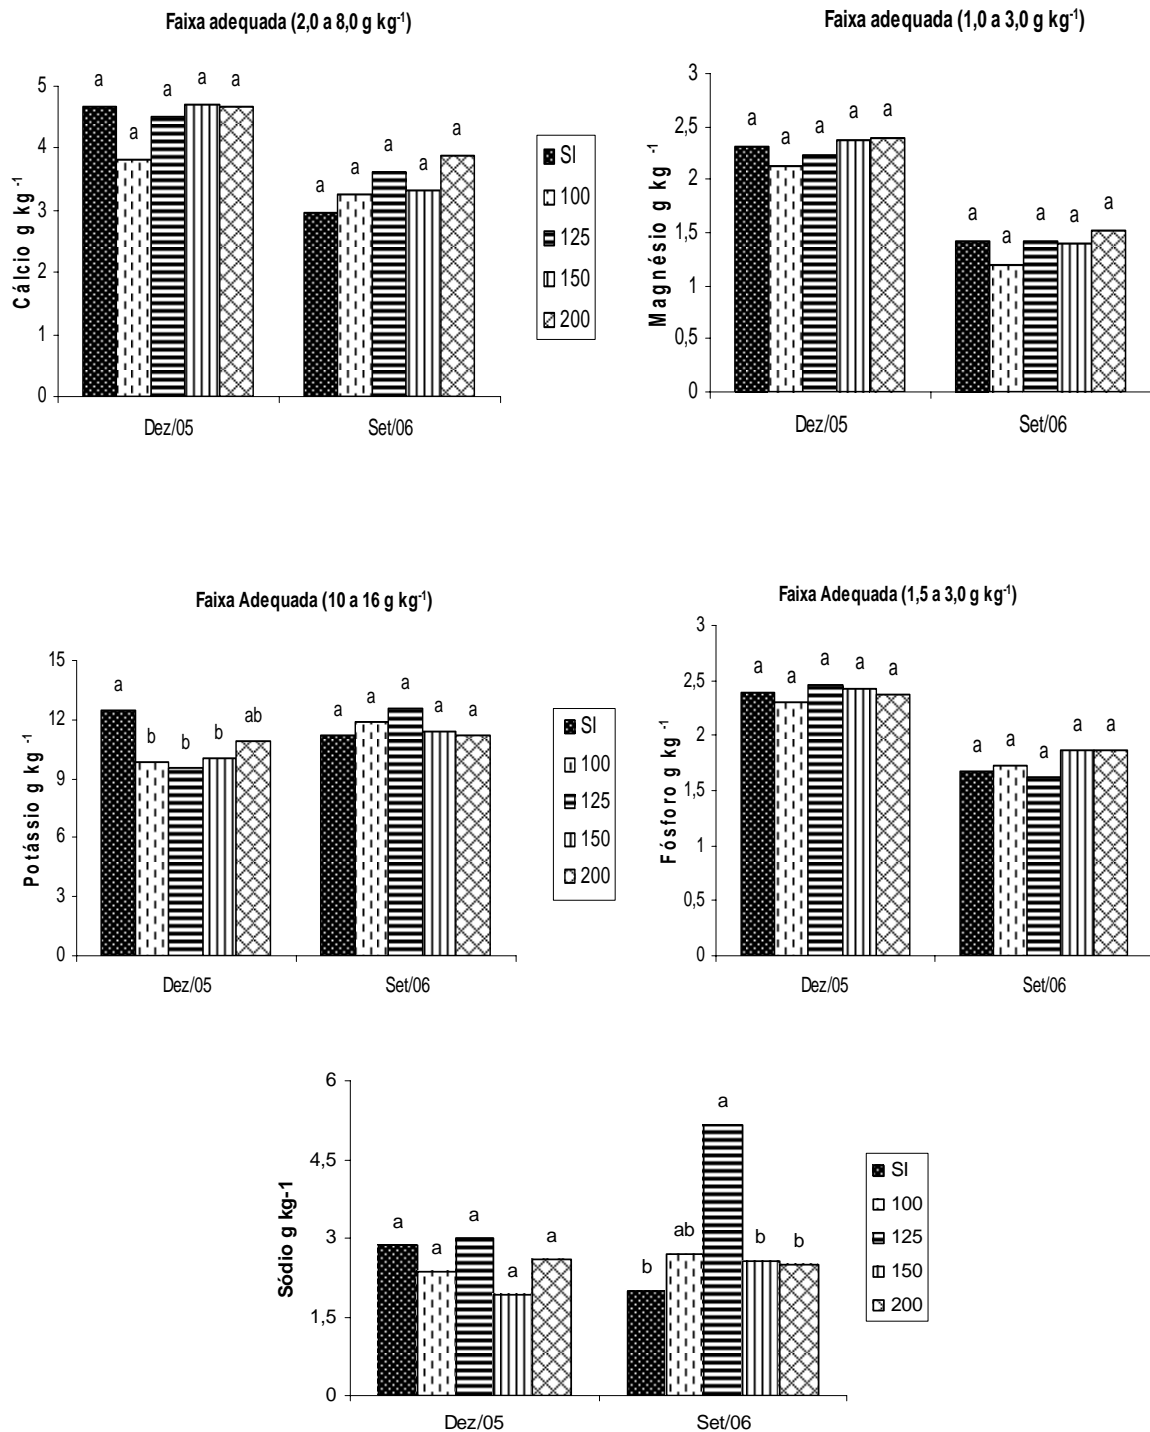 Faixa adequada (2,0 a 8,0 g kg-1)
Cálcio g kg -1
5
4
3
2
1
0
a a a a a
a a a a a
Dez/05 Set/06
SI
100
125
150
200
Faixa adequada (1,0 a 3,0 g kg-1)
Magnésio g kg -1
3
2,5
2
1,5
1
0,5
0
a a a a a
a a a a a
Dez/05 Set/06
Faixa Adequada (10 a 16 g kg-1)
Potássio g kg -1
15
12
9
6
3
0
a b b b ab
a a a a a
Dez/05 Set/06
SI
100
125
150
200
Faixa Adequada (1,5 a 3,0 g kg-1)
Fósforo g kg -1
3
2,5
2
1,5
1
0,5
0
a a a a a
a a a a a
Dez/05 Set/06
Sódio g kg-1
6
4,5
3
1,5
0
a a a a a
b ab a b b
Dez/05 Set/06
SI
100
125
150
200